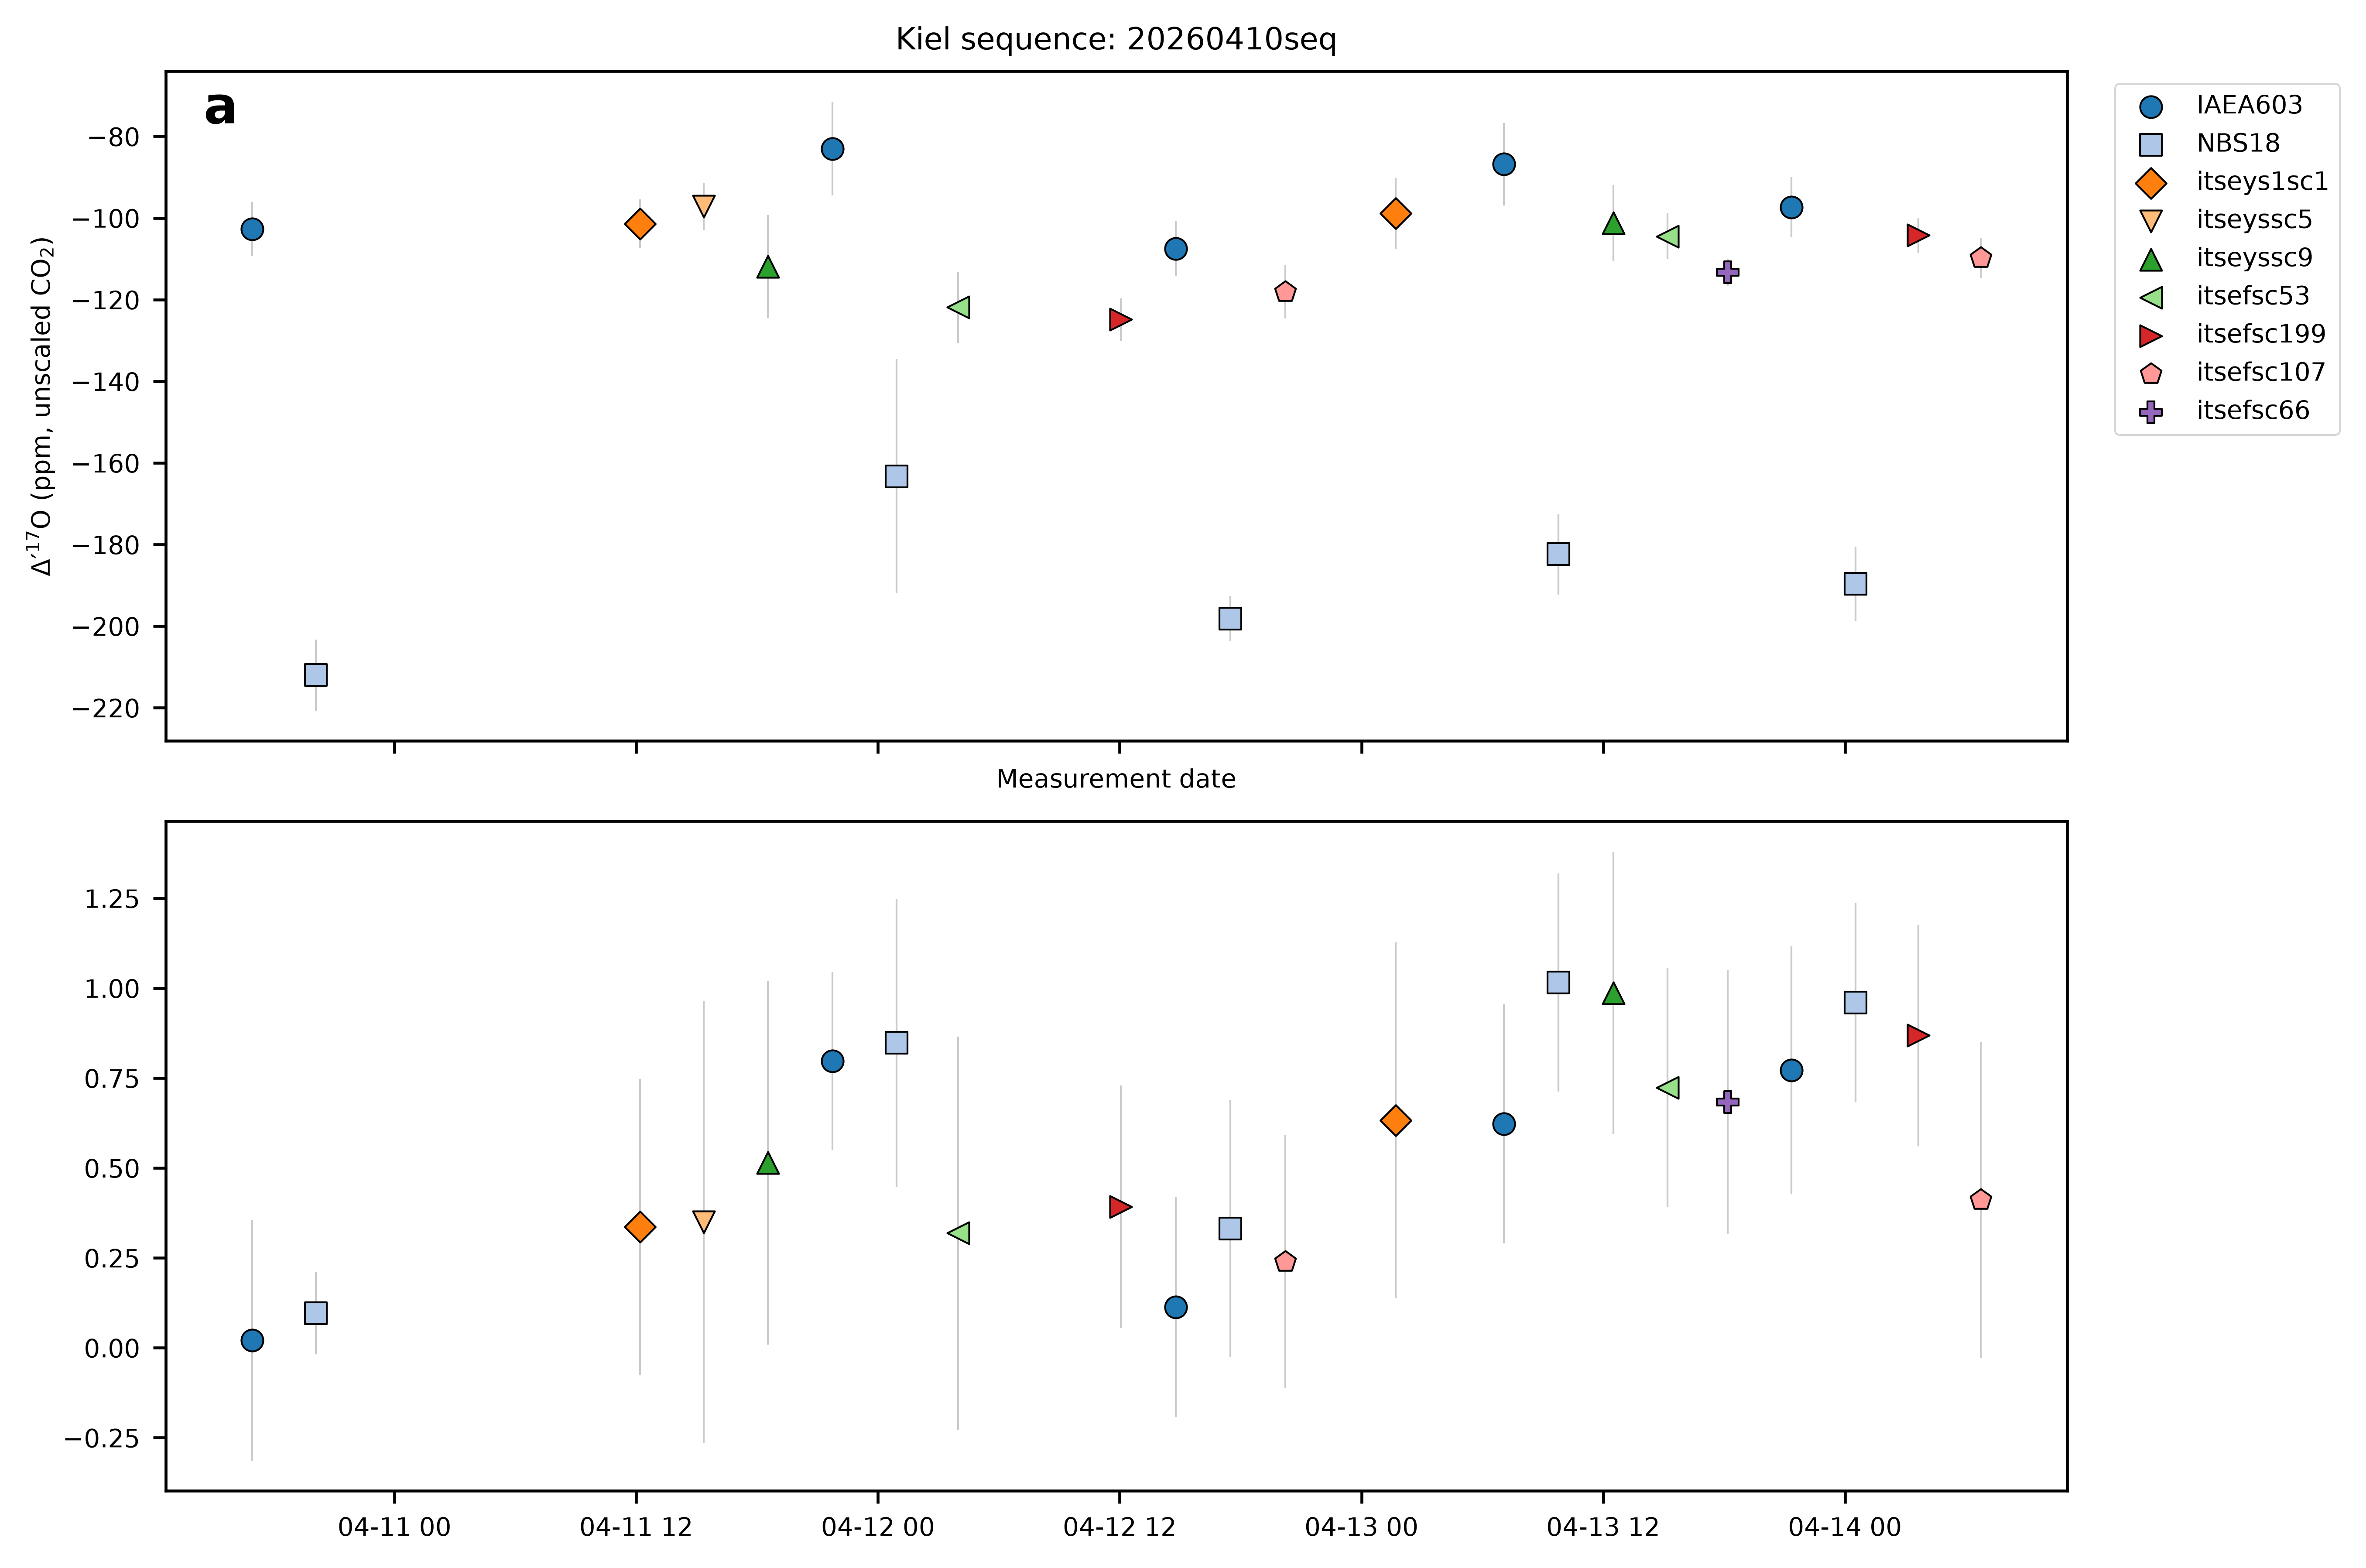 Kiel sequence: 20260410seq
a
Δ′¹⁷O (ppm, unscaled CO₂)
−80
−100
−120
−140
−160
−180
−200
−220
IAEA603
NBS18
itseys1sc1
itseyssc5
itseyssc9
itsefsc53
itsefsc199
itsefsc107
itsefsc66
Measurement date
1.25
1.00
0.75
0.50
0.25
0.00
−0.25
04-11 00 04-11 12 04-12 00 04-12 12 04-13 00 04-13 12 04-14 00